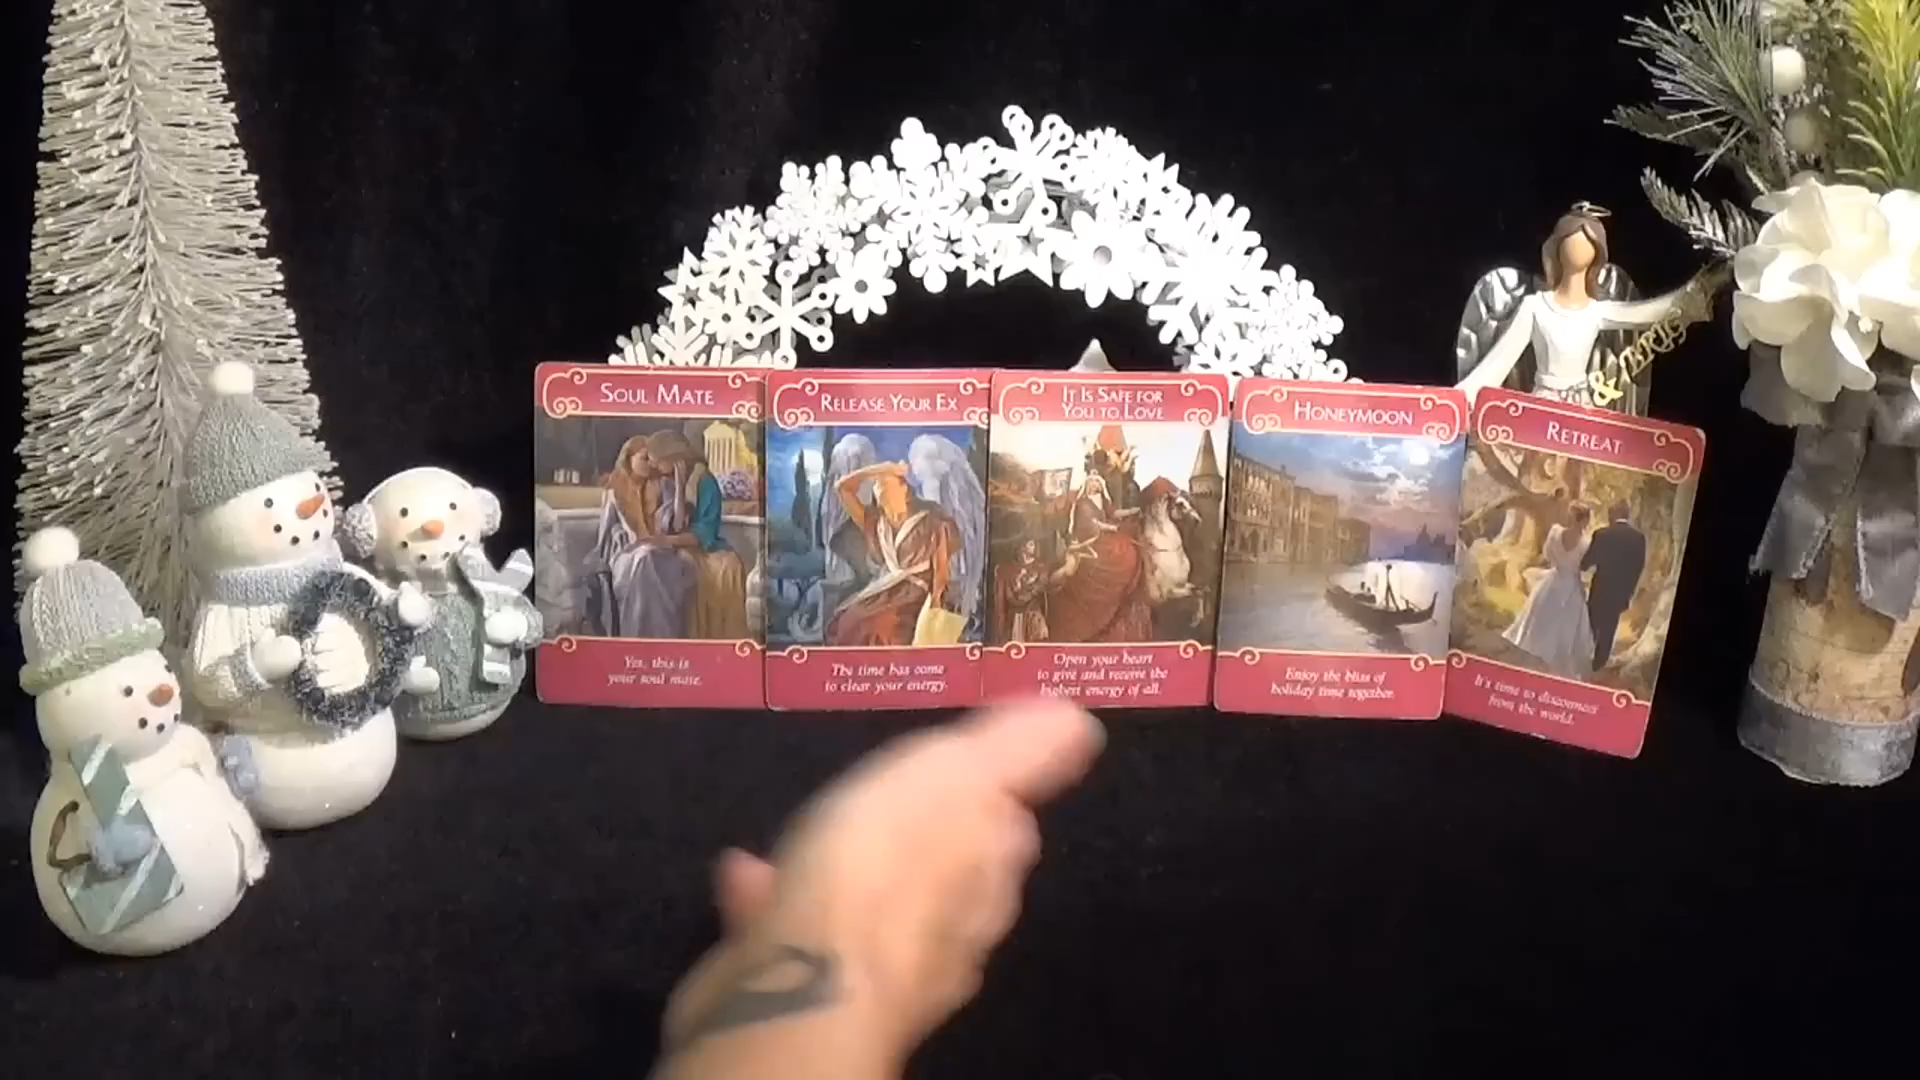 SOUL MATE
Yes, this is
your soul mate.
RELEASE YOUR EX
The time has come
to clear your energy.
IT IS SAFE FOR
YOU TO LOVE
Open your heart
to give and receive the
highest energy of all.
HONEYMOON
Enjoy the bliss of
holiday time together.
RETREAT
It's time to disconnect
from the world.
&